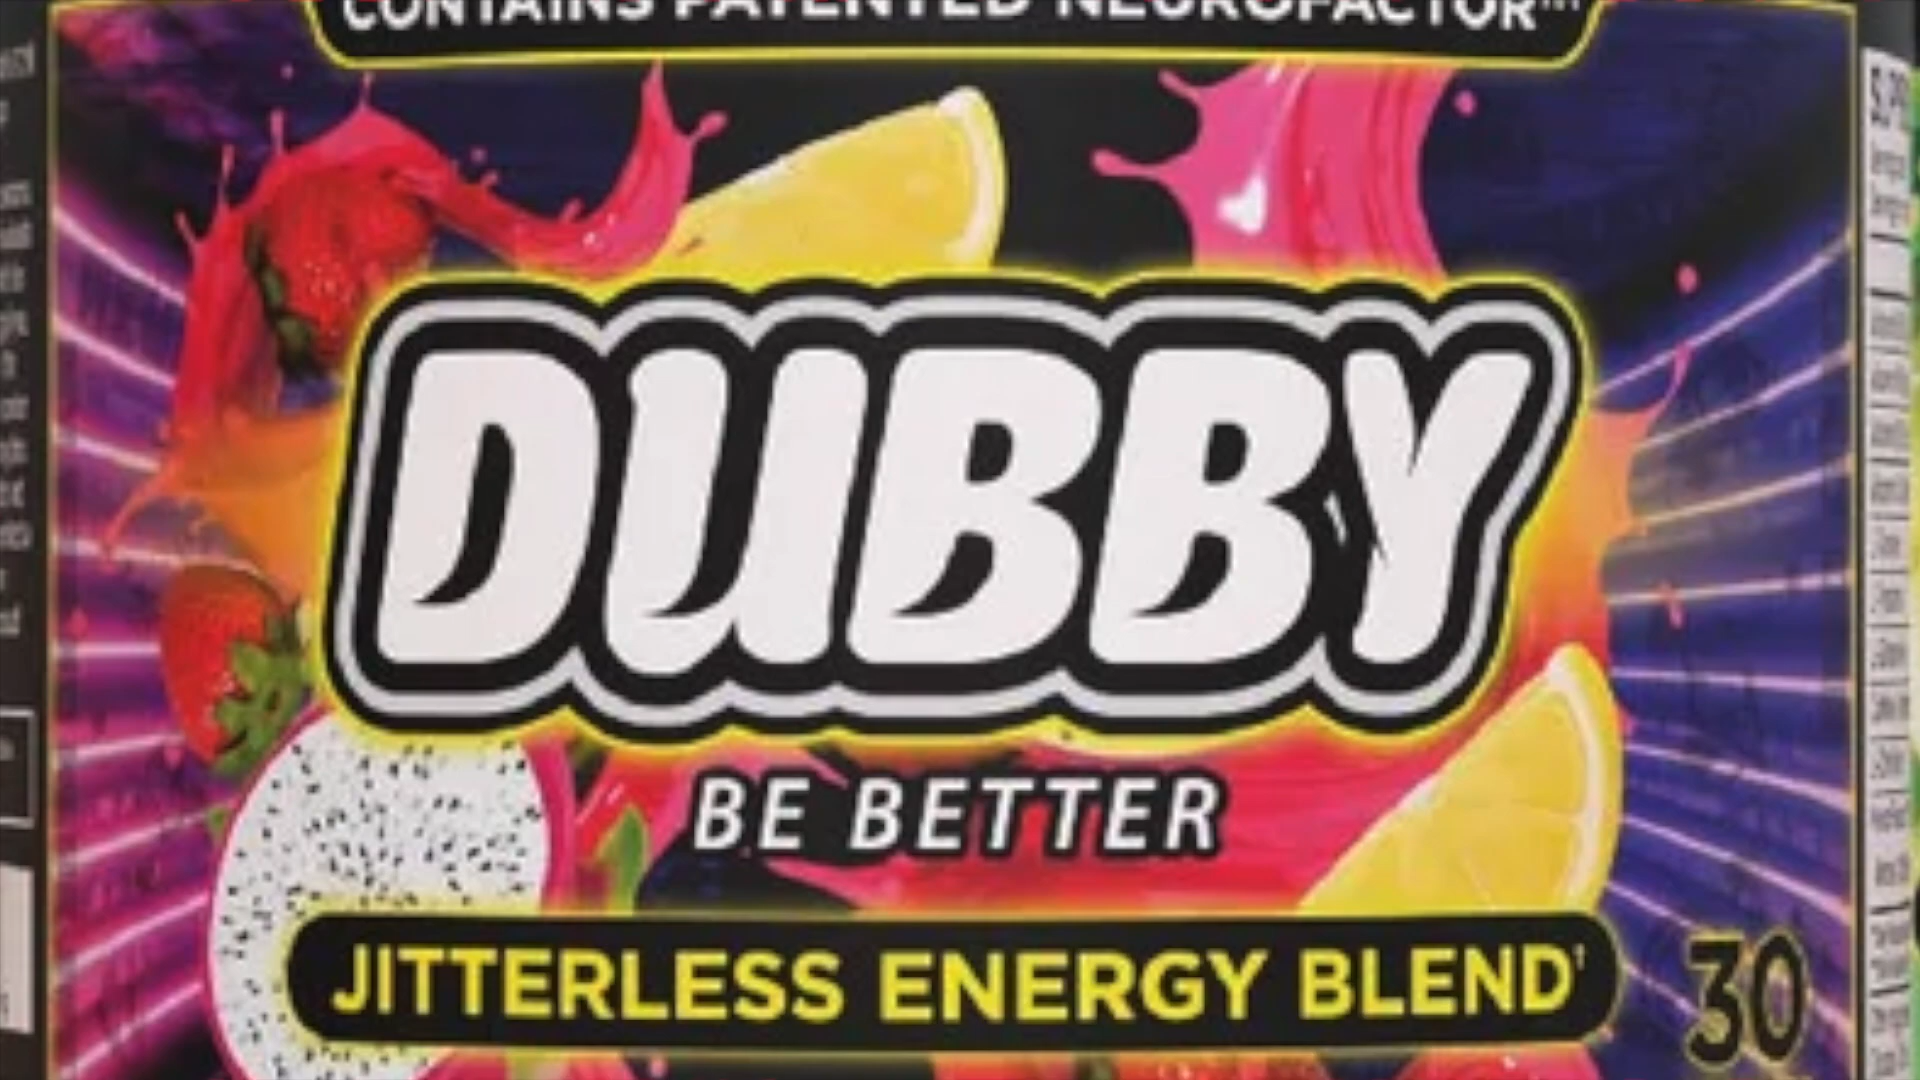 CONTAINS PATENTED NEUROFACTOR™
DUBBY
BE BETTER
JITTERLESS ENERGY BLEND†
30